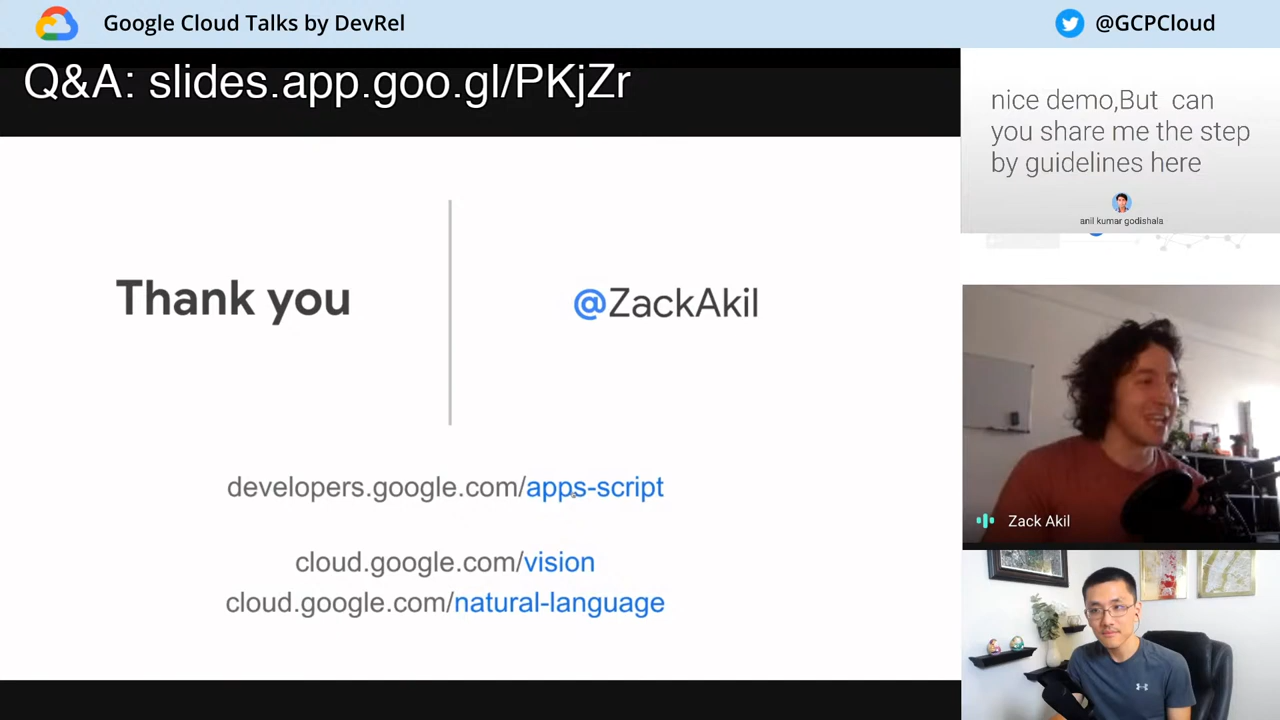 Google Cloud Talks by DevRel
@GCPCloud
Q&A: slides.app.goo.gl/PKjZr
nice demo,But can
you share me the step
by guidelines here
anil kumar godishala
Thank you
@ZackAkil
developers.google.com/apps-script
cloud.google.com/vision
cloud.google.com/natural-language
Zack Akil